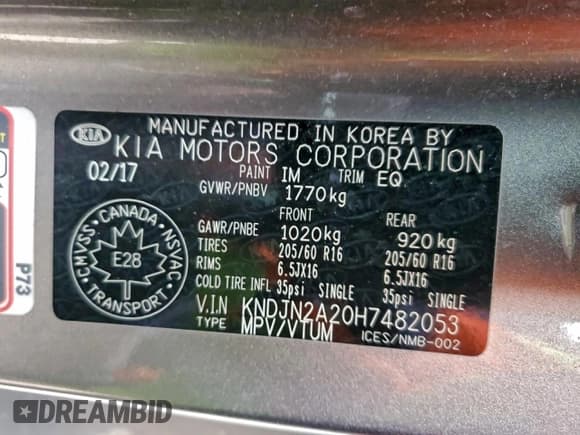 MANUFACTURED IN KOREA BY
KIA KIA MOTORS CORPORATION
02/17 PAINT IM TRIM EQ
GVWR/PNBV 1770kg
FRONT REAR
GAWR/PNBE 1020kg 920kg
TIRES 205/60 R16 205/60 R16
RIMS 6.5JX16 6.5JX16
COLD TIRE INFL 35psi SINGLE 35psi SINGLE
V.I.N KNDJN2A20H7482053
TYPE MPV/VTUM ICES/NMB-002
CANADA
CMVSS NSVAC
E28
TRANSPORT
P73
DREAMBID